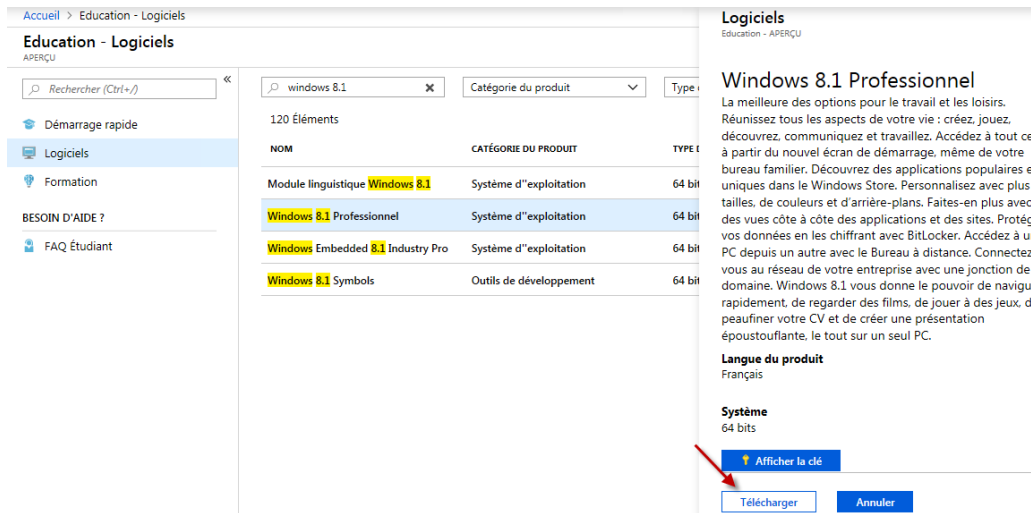 Accueil > Education - Logiciels
Education - Logiciels
APERÇU
Rechercher (Ctrl+/)
Démarrage rapide
Logiciels
Formation
BESOIN D'AIDE ?
FAQ Étudiant
windows 8.1
Catégorie du produit
Type
120 Éléments
NOM
CATÉGORIE DU PRODUIT
TYPE
Module linguistique Windows 8.1
Système d"exploitation
64 bit
Windows 8.1 Professionnel
Système d"exploitation
64 bit
Windows Embedded 8.1 Industry Pro
Système d"exploitation
64 bit
Windows 8.1 Symbols
Outils de développement
64 bit
Logiciels
Education - APERÇU
Windows 8.1 Professionnel
La meilleure des options pour le travail et les loisirs.
Réunissez tous les aspects de votre vie : créez, jouez,
découvrez, communiquez et travaillez. Accédez à tout ce
à partir du nouvel écran de démarrage, même de votre
bureau familier. Découvrez des applications populaires e
uniques dans le Windows Store. Personnalisez avec plus
tailles, de couleurs et d'arrière-plans. Faites-en plus avec
des vues côte à côte des applications et des sites. Protég
vos données en les chiffrant avec BitLocker. Accédez à u
PC depuis un autre avec le Bureau à distance. Connectez
vous au réseau de votre entreprise avec une jonction de
domaine. Windows 8.1 vous donne le pouvoir de navigu
rapidement, de regarder des films, de jouer à des jeux, d
peaufiner votre CV et de créer une présentation
époustouflante, le tout sur un seul PC.
Langue du produit
Français
Système
64 bits
Afficher la clé
Télécharger
Annuler